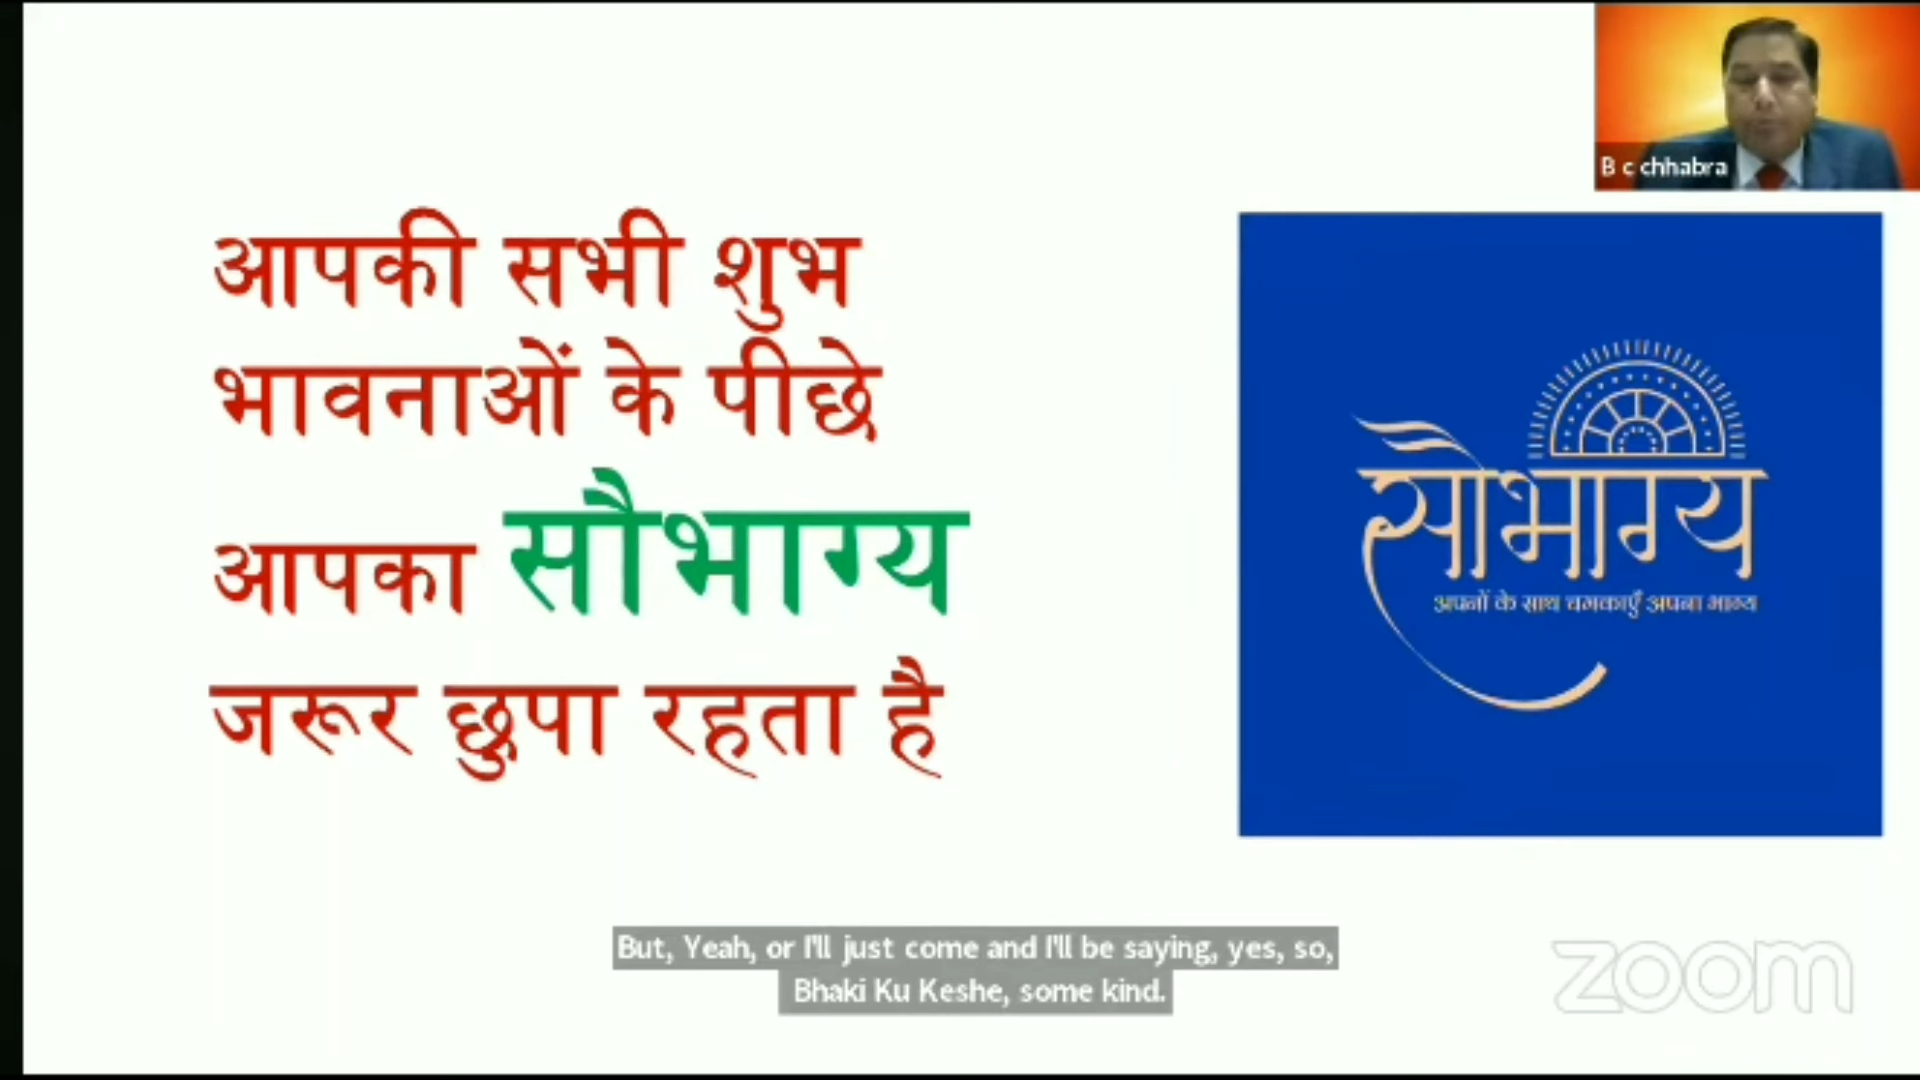 B c chhabra
आपकी सभी शुभ
भावनाओं के पीछे
आपका सौभाग्य
जरूर छुपा रहता है
सौभाग्य
अपनों के साथ चमकाएँ अपना भाग्य
But, Yeah, or I'll just come and I'll be saying, yes, so,
Bhaki Ku Keshe, some kind.
zoom